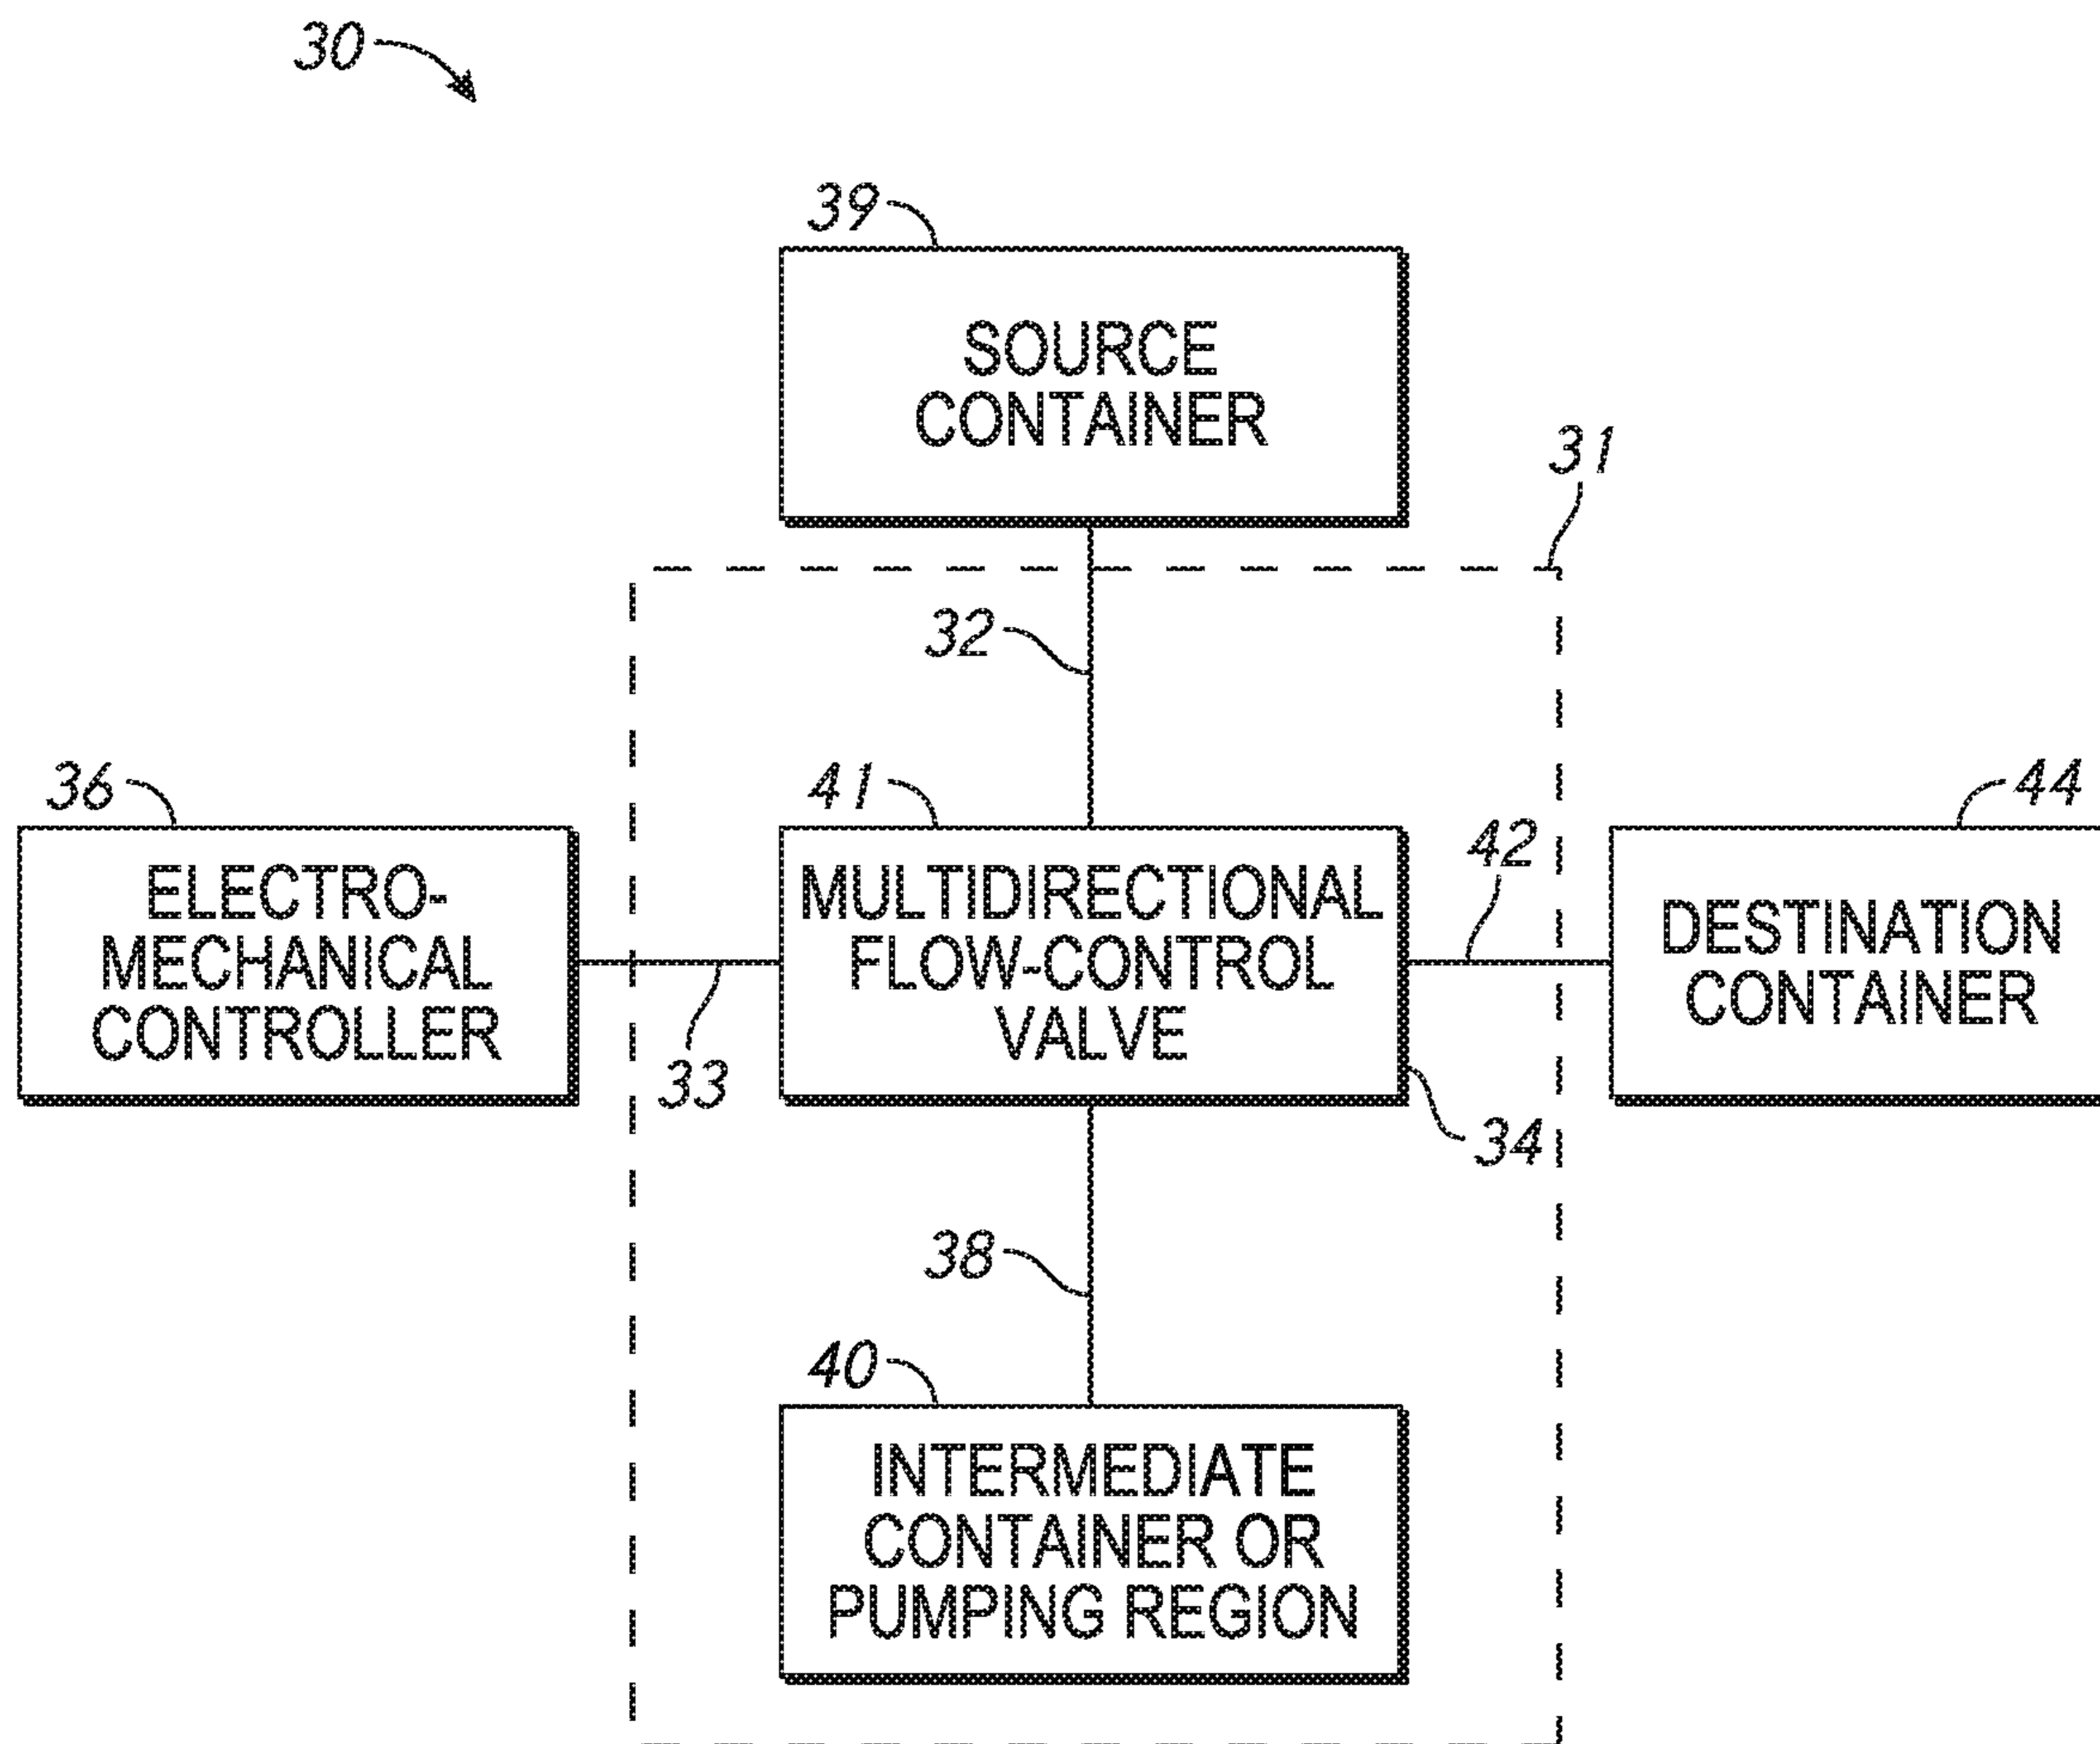 30
39
SOURCE
CONTAINER
31
32
36
41
44
42
ELECTRO-
MECHANICAL
CONTROLLER
MULTIDIRECTIONAL
FLOW-CONTROL
VALVE
DESTINATION
CONTAINER
33
34
38
40
INTERMEDIATE
CONTAINER OR
PUMPING REGION